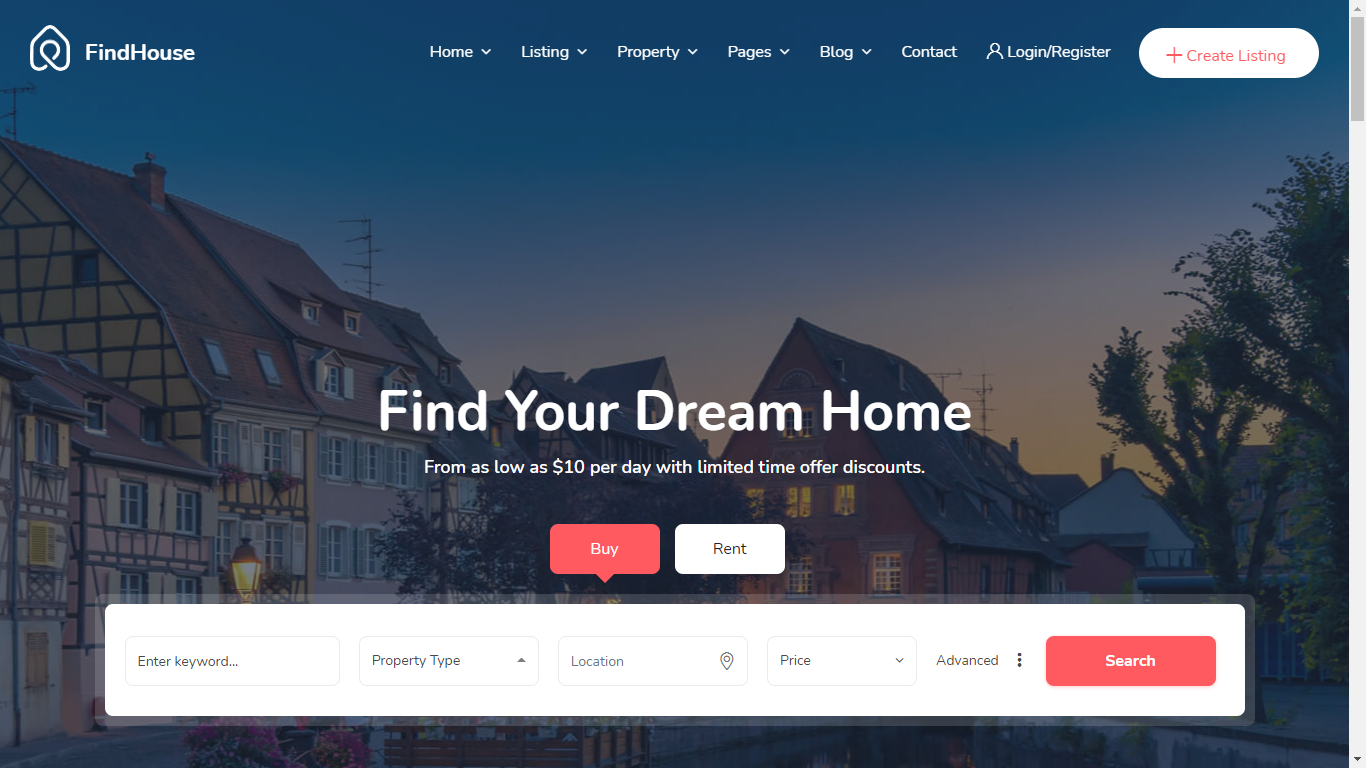 FindHouse
Home Listing Property Pages Blog Contact Login/Register Create Listing
Find Your Dream Home
From as low as $10 per day with limited time offer discounts.
Buy Rent
Enter keyword... Property Type Location Price Advanced Search